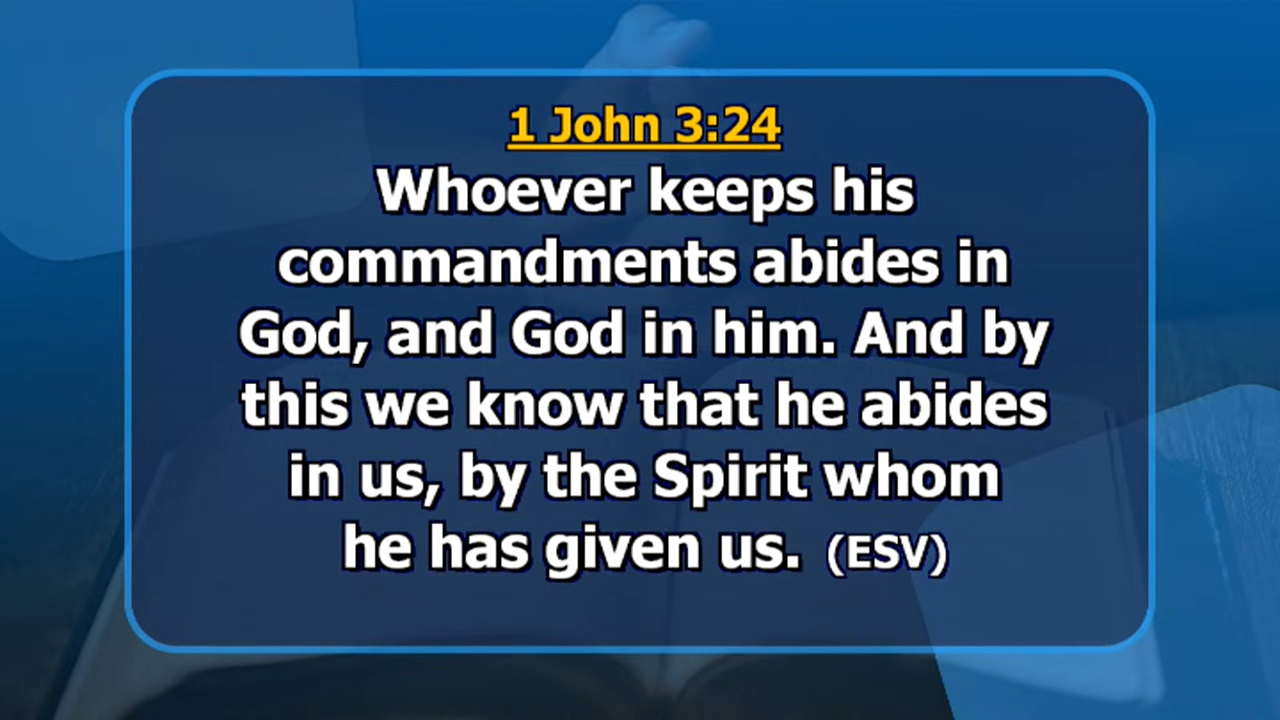 1 John 3:24
Whoever keeps his
commandments abides in
God, and God in him. And by
this we know that he abides
in us, by the Spirit whom
he has given us. (ESV)